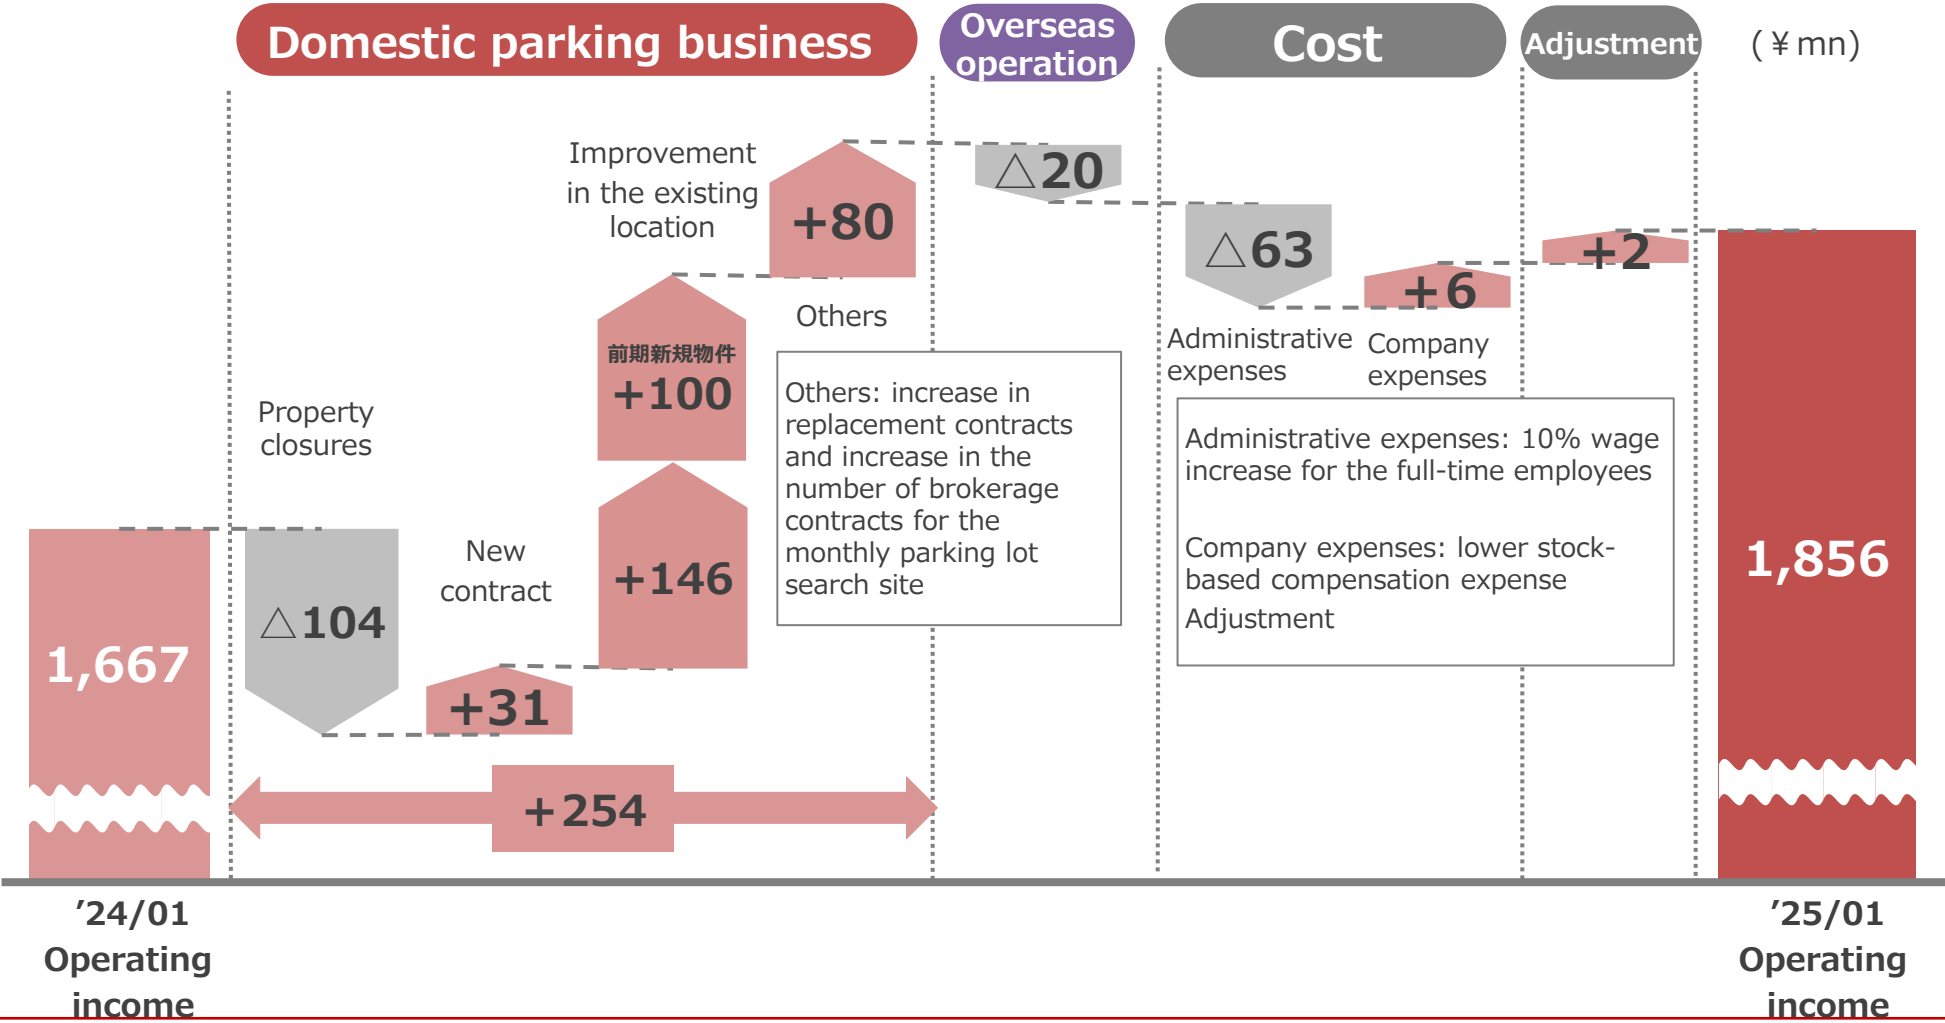 Domestic parking business
Overseas
operation
Cost
Adjustment
(¥mn)
Improvement
in the existing
location
+80
△20
△63
+6
+2
前期新規物件
+100
Others
Administrative
expenses
Company
expenses
Property
closures
Others: increase in
replacement contracts
and increase in the
number of brokerage
contracts for the
monthly parking lot
search site
Administrative expenses: 10% wage
increase for the full-time employees
Company expenses: lower stock-
based compensation expense
Adjustment
New
contract
+146
△104
+31
1,667
1,856
+254
’24/01
Operating
income
’25/01
Operating
income